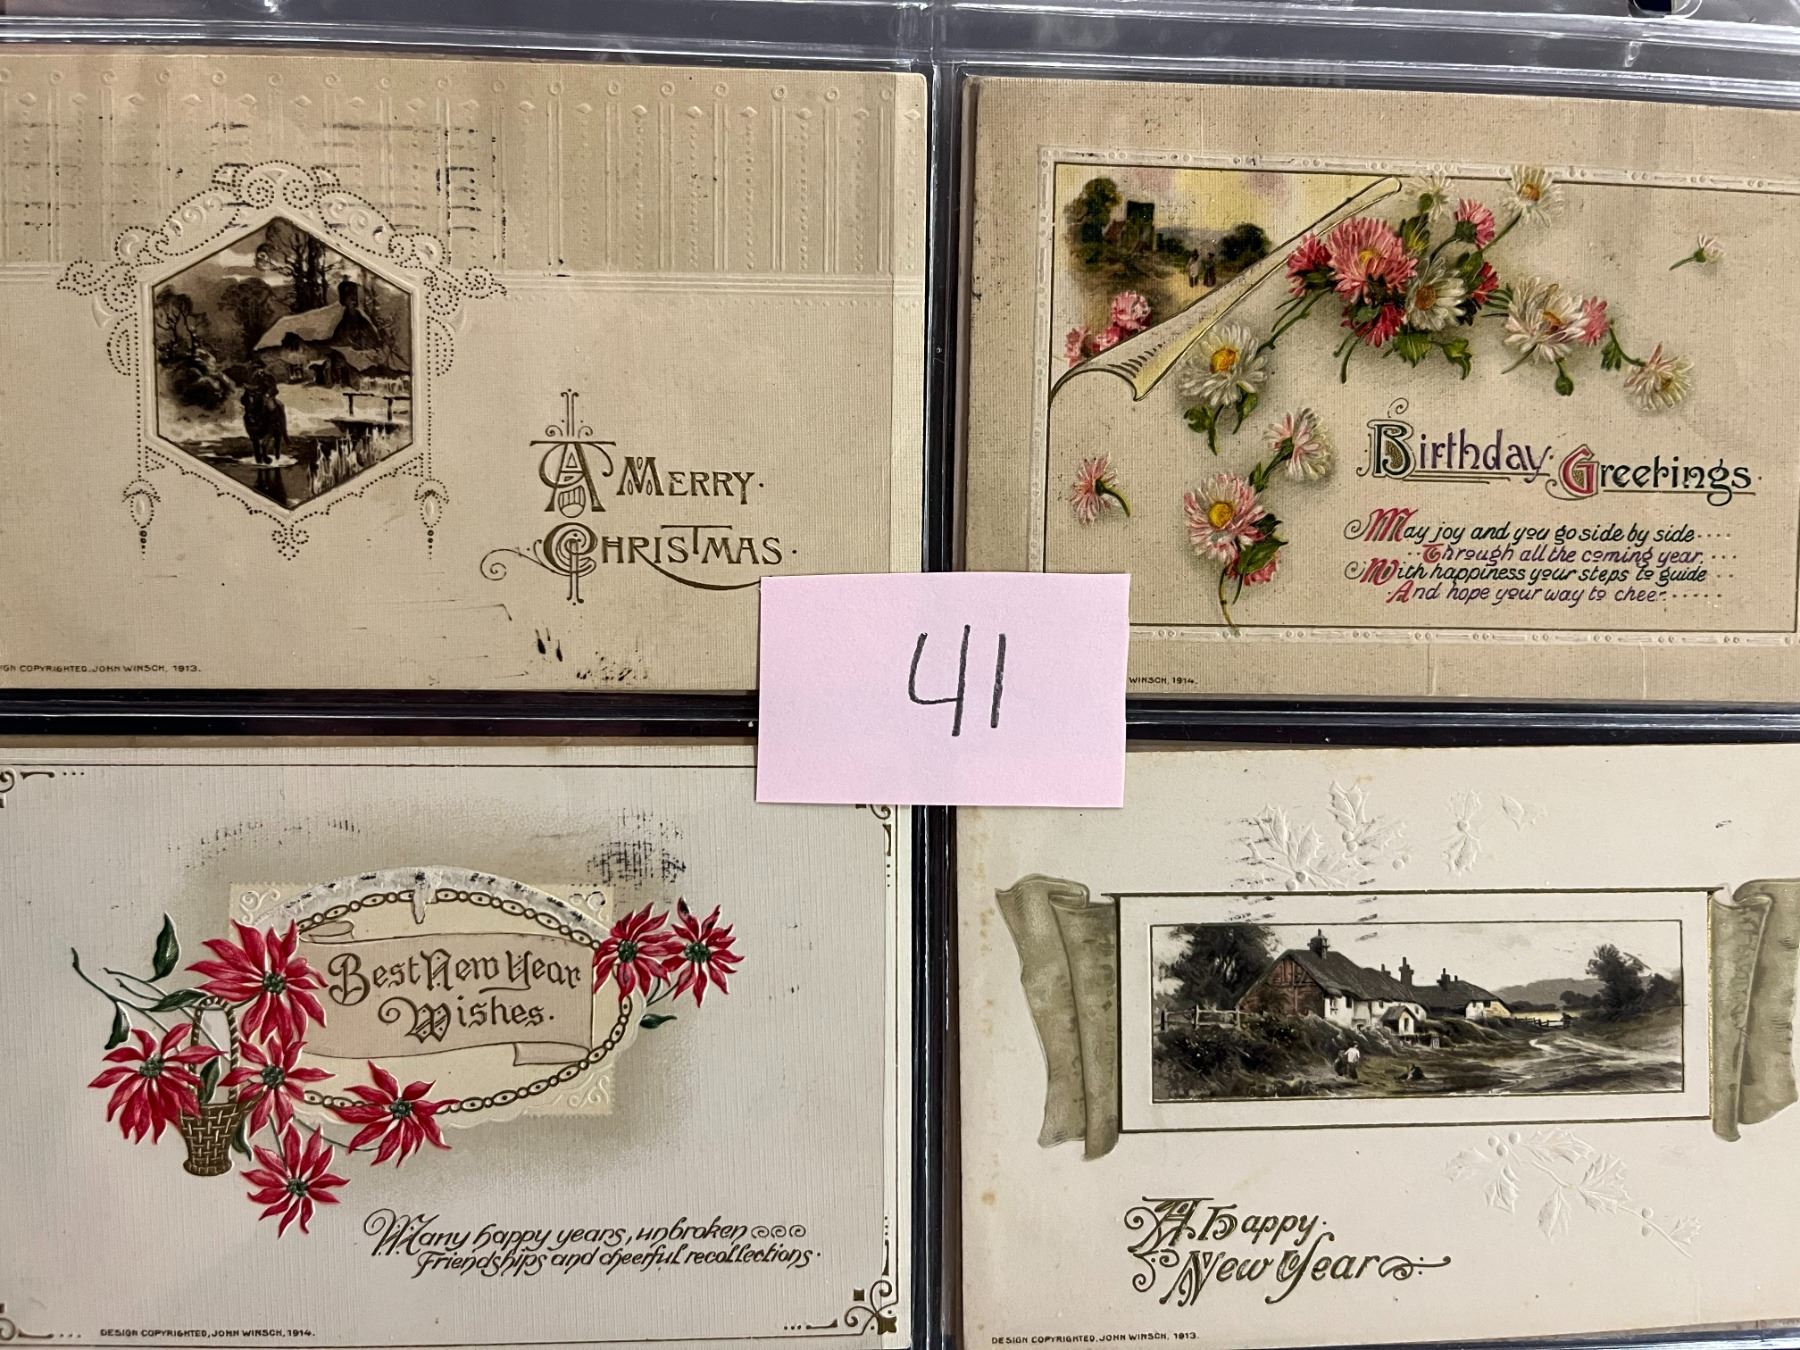 A MERRY
CHRISTMAS
GN COPYRIGHTED, JOHN WINSCH, 1913.
Birthday Greetings
May joy and you go side by side
Through all the coming year
With happiness your steps to guide
And hope your way to cheer
WINSCH, 1914.
41
Best New Year
Wishes.
Many happy years, unbroken
Friendships and cheerful recollections.
DESIGN COPYRIGHTED, JOHN WINSCH, 1914.
A Happy
New Year
DESIGN COPYRIGHTED, JOHN WINSCH, 1913.